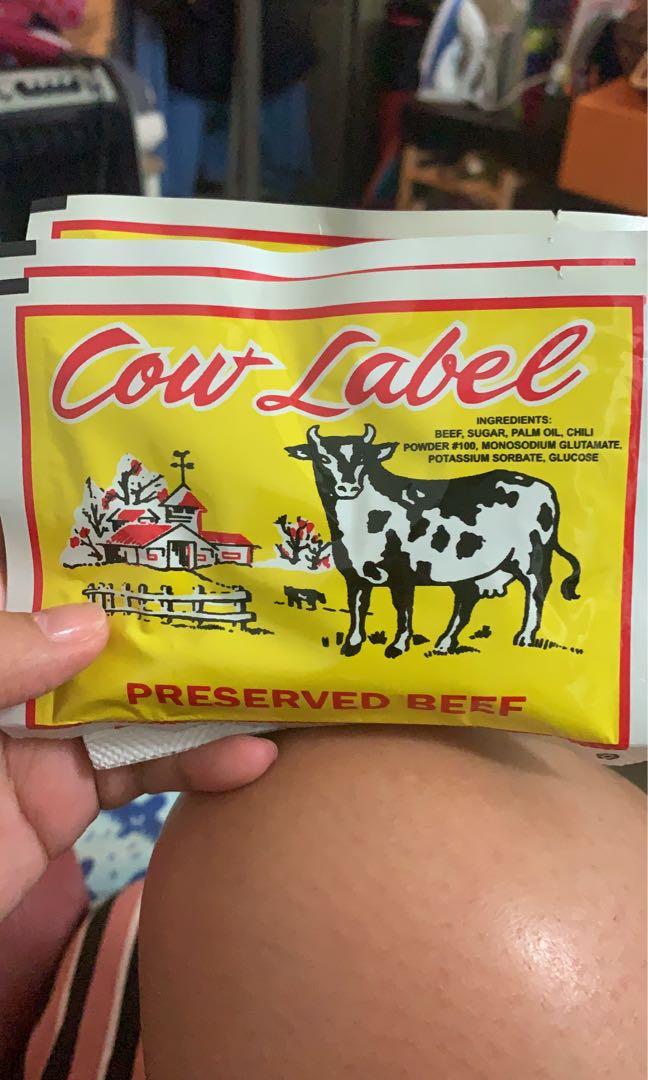 Cow Label
INGREDIENTS:
BEEF, SUGAR, PALM OIL, CHILI
POWDER #100, MONOSODIUM GLUTAMATE,
POTASSIUM SORBATE, GLUCOSE
PRESERVED BEEF